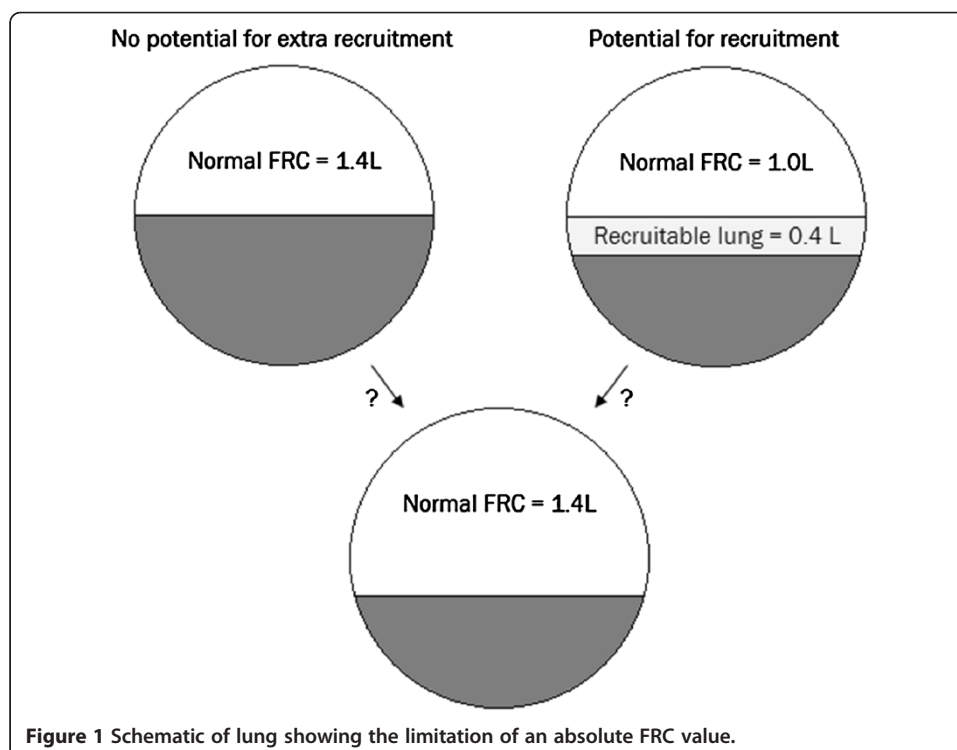 No potential for extra recruitment
Potential for recruitment
Normal FRC = 1.4L
Normal FRC = 1.0L
Recruitable lung = 0.4 L
?
?
Normal FRC = 1.4L
Figure 1 Schematic of lung showing the limitation of an absolute FRC value.